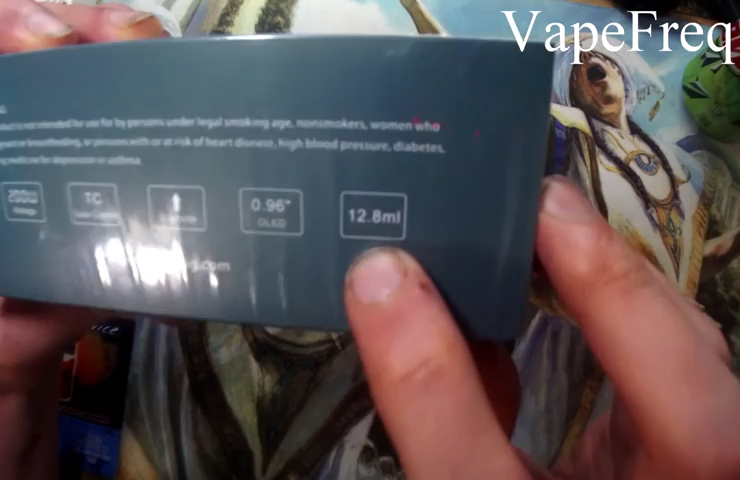 VapeFreq
is not intended for use for by persons under legal smoking age, nonsmokers, women who
or breastfeeding, or persons with or at risk of heart disease, high blood pressure, diabetes,
medicine for depression or asthma.
200W
TC
0.96"
OLED
12.8ml